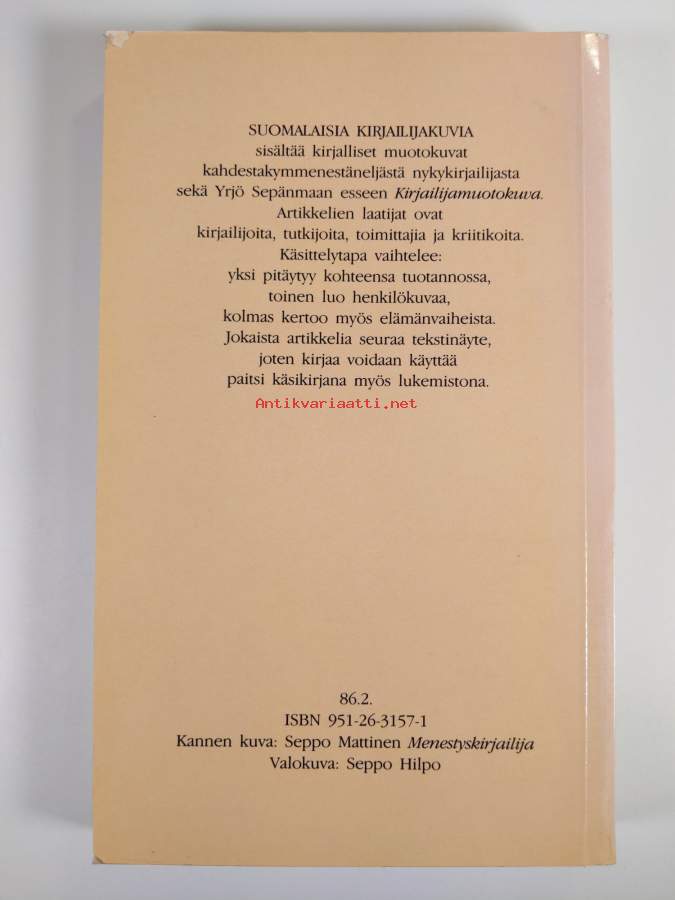 SUOMALAISIA KIRJAILIJAKUVIA
sisältää kirjalliset muotokuvat
kahdestakymmenestäneljästä nykykirjailijasta
sekä Yrjö Sepänmaan esseen Kirjailijamuotokuva.
Artikkelien laatijat ovat
kirjailijoita, tutkijoita, toimittajia ja kriitikoita.
Käsittelytapa vaihtelee:
yksi pitäytyy kohteensa tuotannossa,
toinen luo henkilökuvaa,
kolmas kertoo myös elämänvaiheista.
Jokaista artikkelia seuraa tekstinäyte,
joten kirjaa voidaan käyttää
paitsi käsikirjana myös lukemistona.
Antikvariaatti.net
86.2.
ISBN 951-26-3157-1
Kannen kuva: Seppo Mattinen Menestyskirjailija
Valokuva: Seppo Hilpo